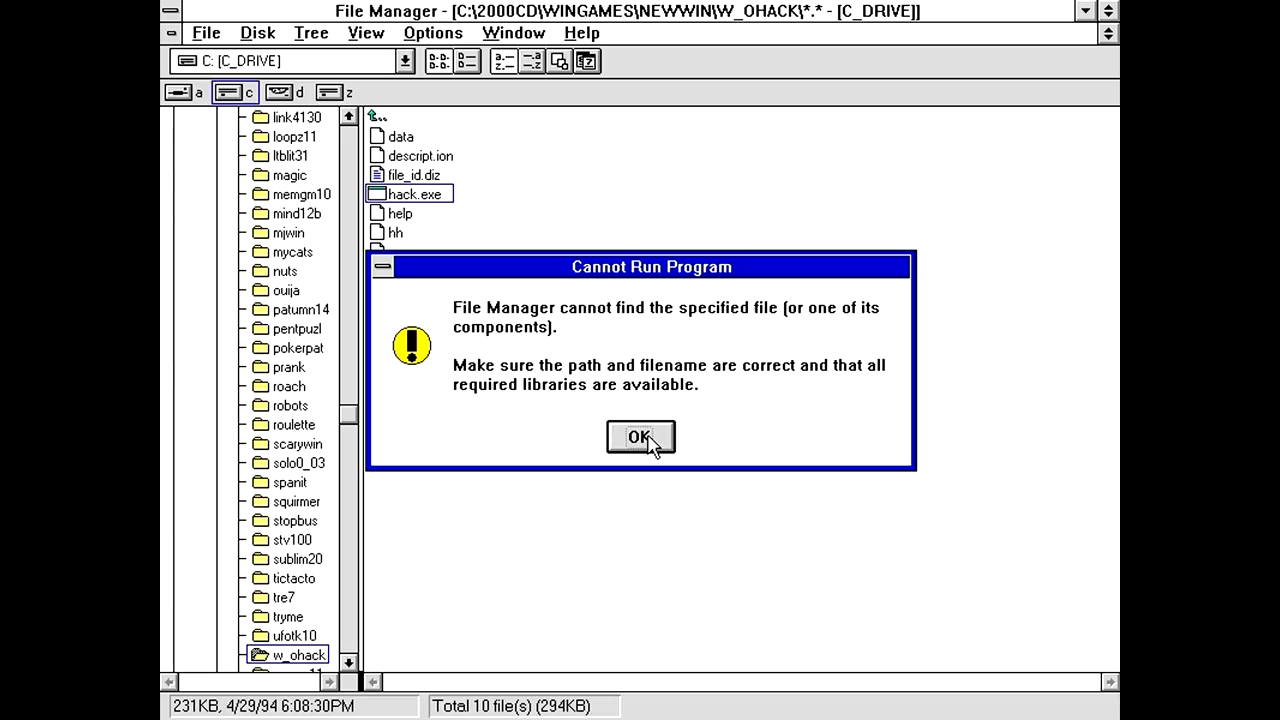 File Manager - [C:\2000CD\WINGAMES\NEWWIN\W_OHACK\*.* - [C_DRIVE]]
File Disk Tree View Options Window Help
C: [C_DRIVE]
a c d z
link4130
loopz11
ltblit31
magic
memgm10
mind12b
mjwin
mycats
nuts
ouija
patumn14
pentpuzl
pokerpat
prank
roach
robots
roulette
scarywin
solo0_03
spanit
squirmer
stopbus
stv100
sublim20
tictacto
tre7
tryme
ufotk10
w_ohack
..
data
descript.ion
file_id.diz
hack.exe
help
hh
Cannot Run Program
File Manager cannot find the specified file (or one of its
components).
Make sure the path and filename are correct and that all
required libraries are available.
OK
231KB, 4/29/94 6:08:30PM
Total 10 file(s) (294KB)